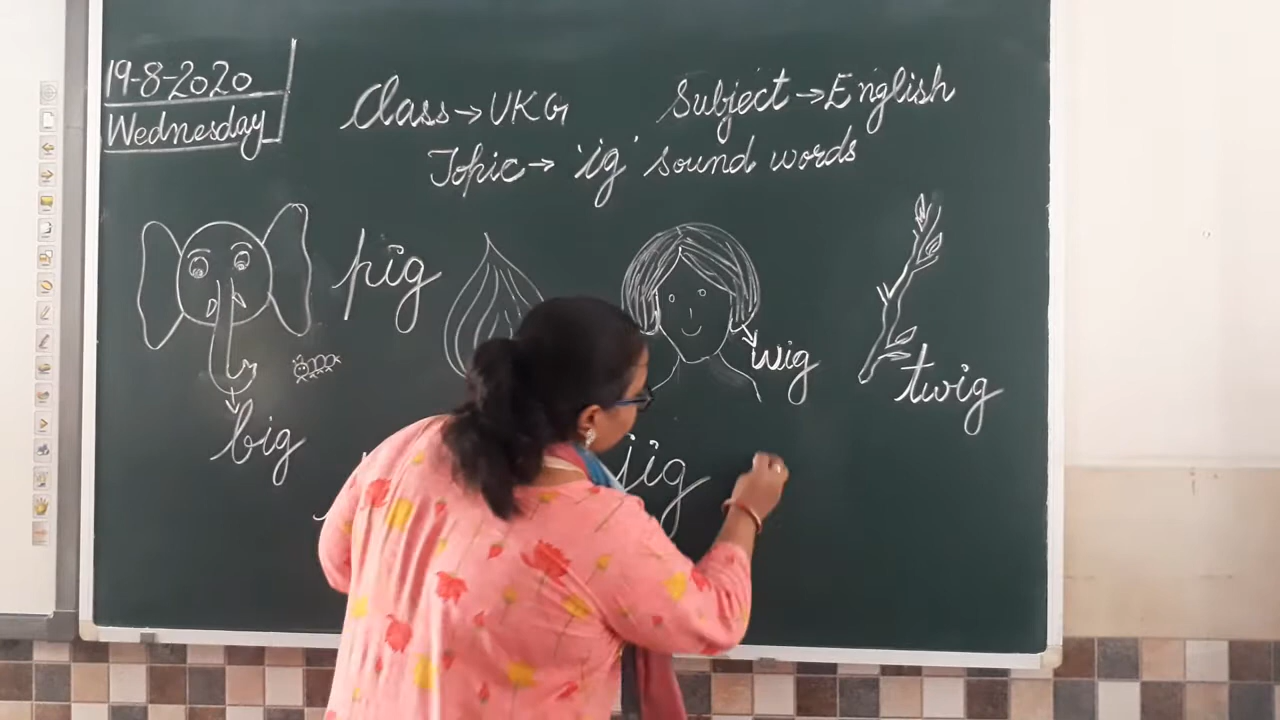 19-8-2020
Wednesday
Class → UKG
Subject → English
Topic → 'ig' sound words
pig
big
wig
twig
jig